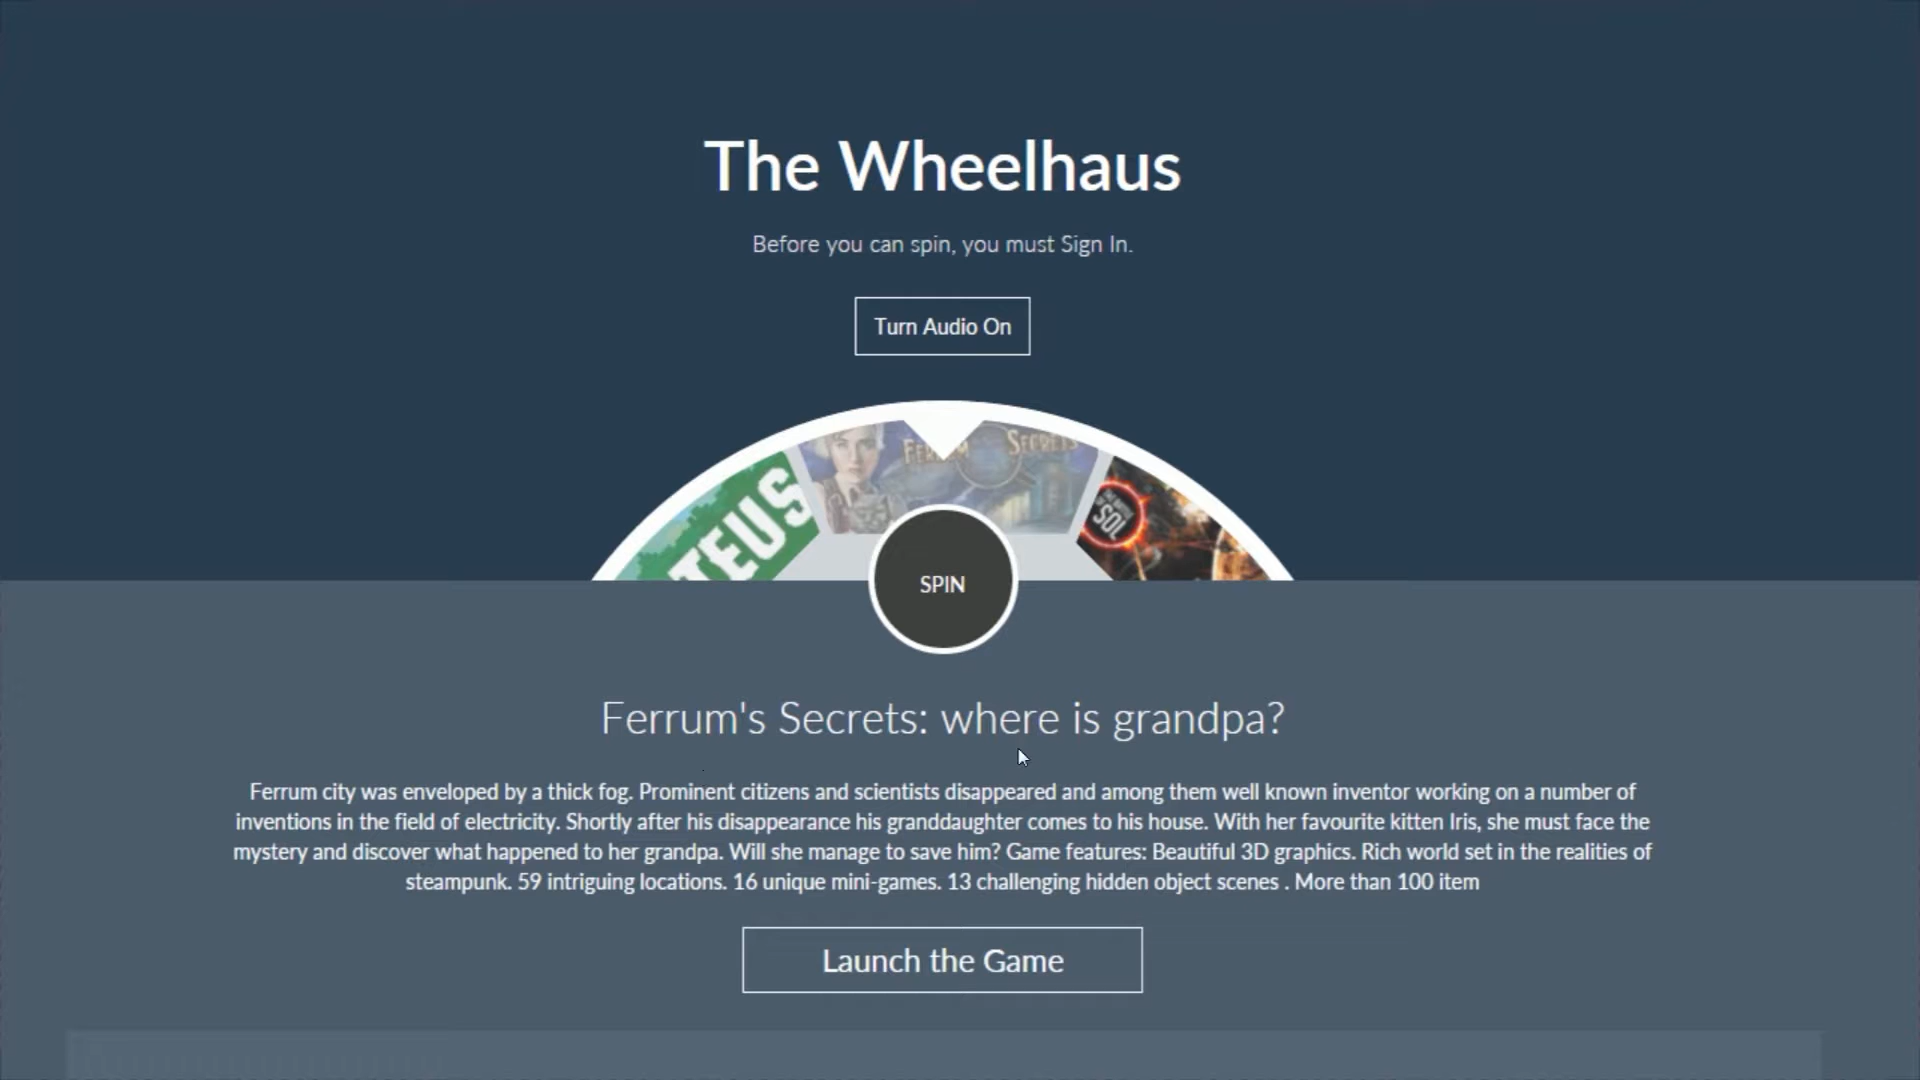 The Wheelhaus
Before you can spin, you must Sign In.
Turn Audio On
SECRETS
TEUS
SOL
SPIN
Ferrum's Secrets: where is grandpa?
Ferrum city was enveloped by a thick fog. Prominent citizens and scientists disappeared and among them well known inventor working on a number of
inventions in the field of electricity. Shortly after his disappearance his granddaughter comes to his house. With her favourite kitten Iris, she must face the
mystery and discover what happened to her grandpa. Will she manage to save him? Game features: Beautiful 3D graphics. Rich world set in the realities of
steampunk. 59 intriguing locations. 16 unique mini-games. 13 challenging hidden object scenes . More than 100 item
Launch the Game